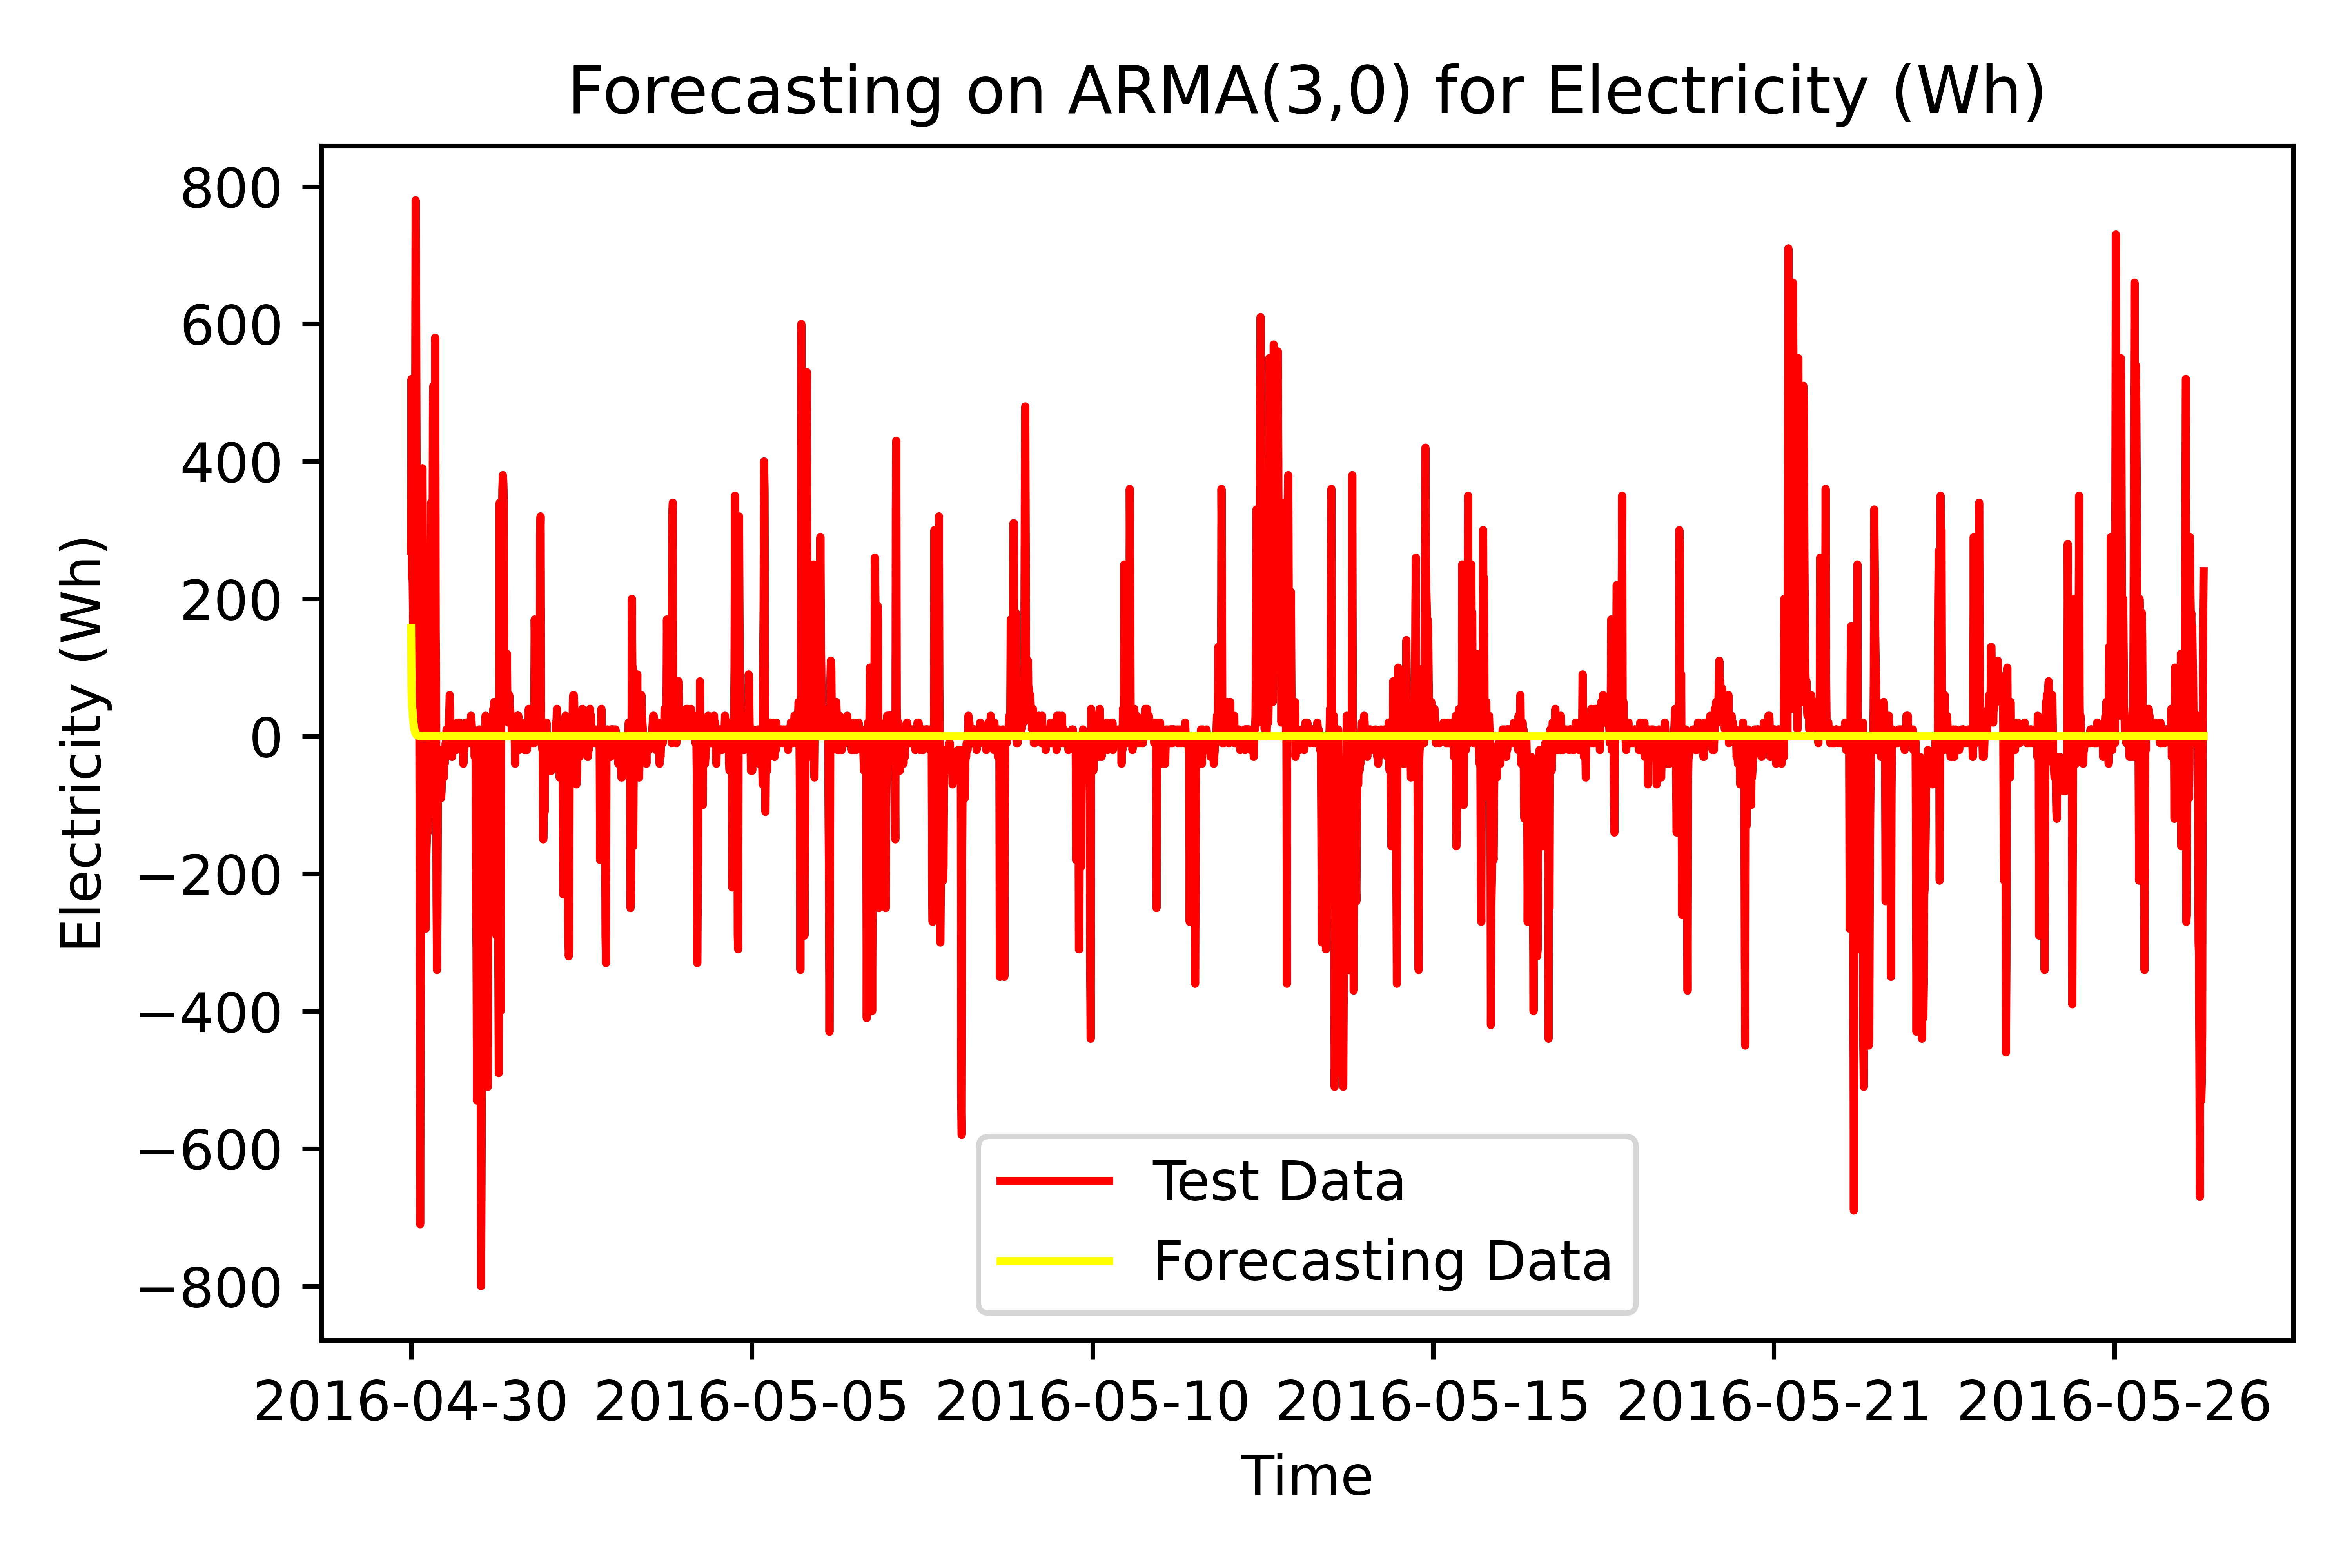 Forecasting on ARMA(3,0) for Electricity (Wh)
800
600
400
200
0
−200
−400
−600
−800
Electricity (Wh)
Test Data
Forecasting Data
2016-04-30 2016-05-05 2016-05-10 2016-05-15 2016-05-21 2016-05-26
Time